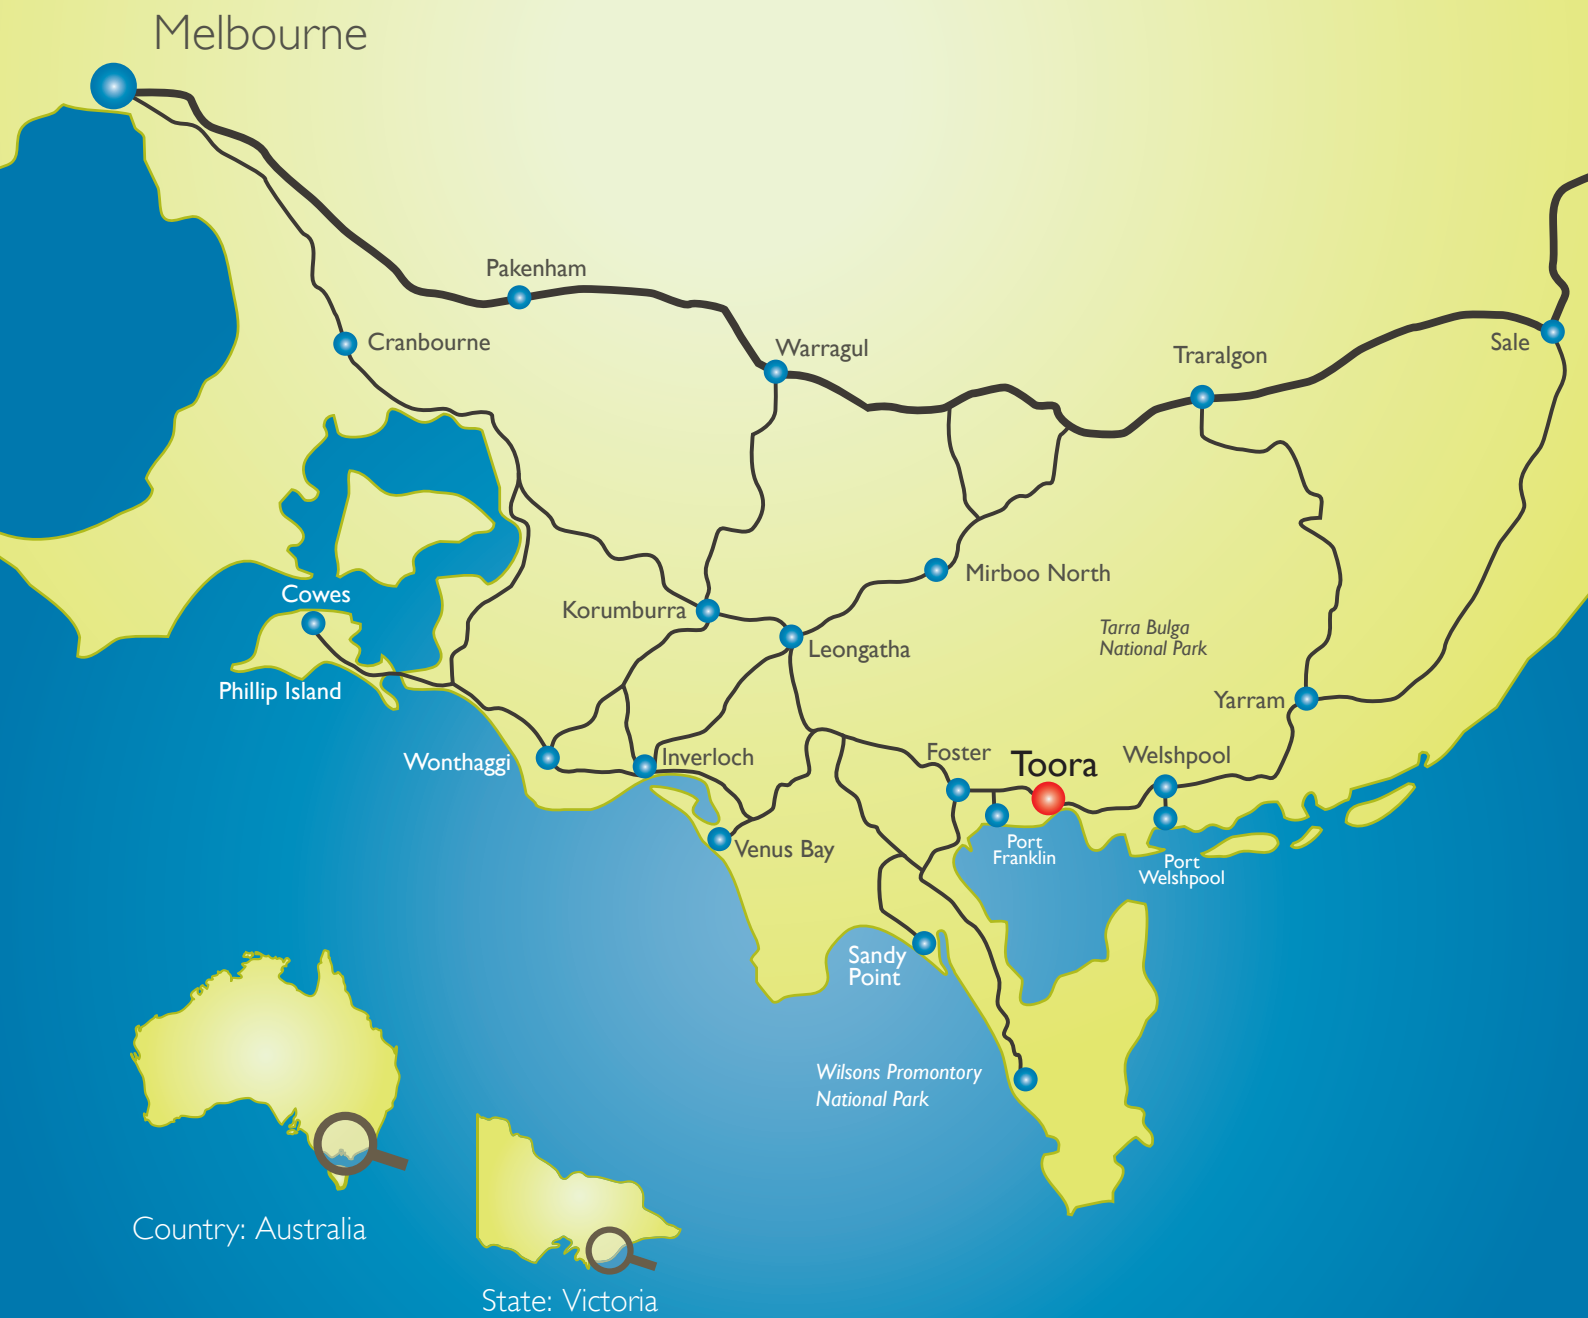 Melbourne
Pakenham
Cranbourne
Warragul
Traralgon
Sale
Mirboo North
Cowes
Korumburra
Leongatha
Tarra Bulga
National Park
Phillip Island
Yarram
Wonthaggi
Inverloch
Foster
Toora
Welshpool
Venus Bay
Port
Franklin
Port
Welshpool
Sandy
Point
Wilsons Promontory
National Park
Country: Australia
State: Victoria